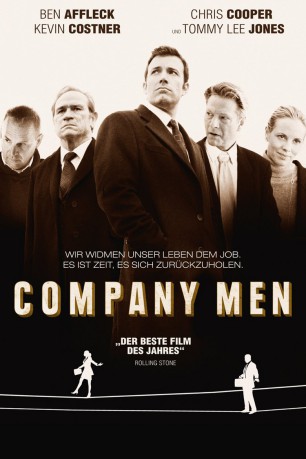 BEN AFFLECK CHRIS COOPER
KEVIN COSTNER UND TOMMY LEE JONES
WIR WIDMEN UNSER LEBEN DEM JOB.
ES IST ZEIT, ES SICH ZURÜCKZUHOLEN.
COMPANY MEN
„DER BESTE FILM
DES JAHRES“
ROLLING STONE